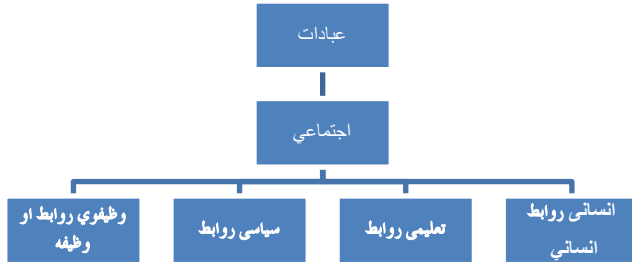 عبادات
اجتماعي
انسانی روابط
انساني
تعلیمی روابط
سیاسی روابط
وظیفوي روابط او
وظیفه